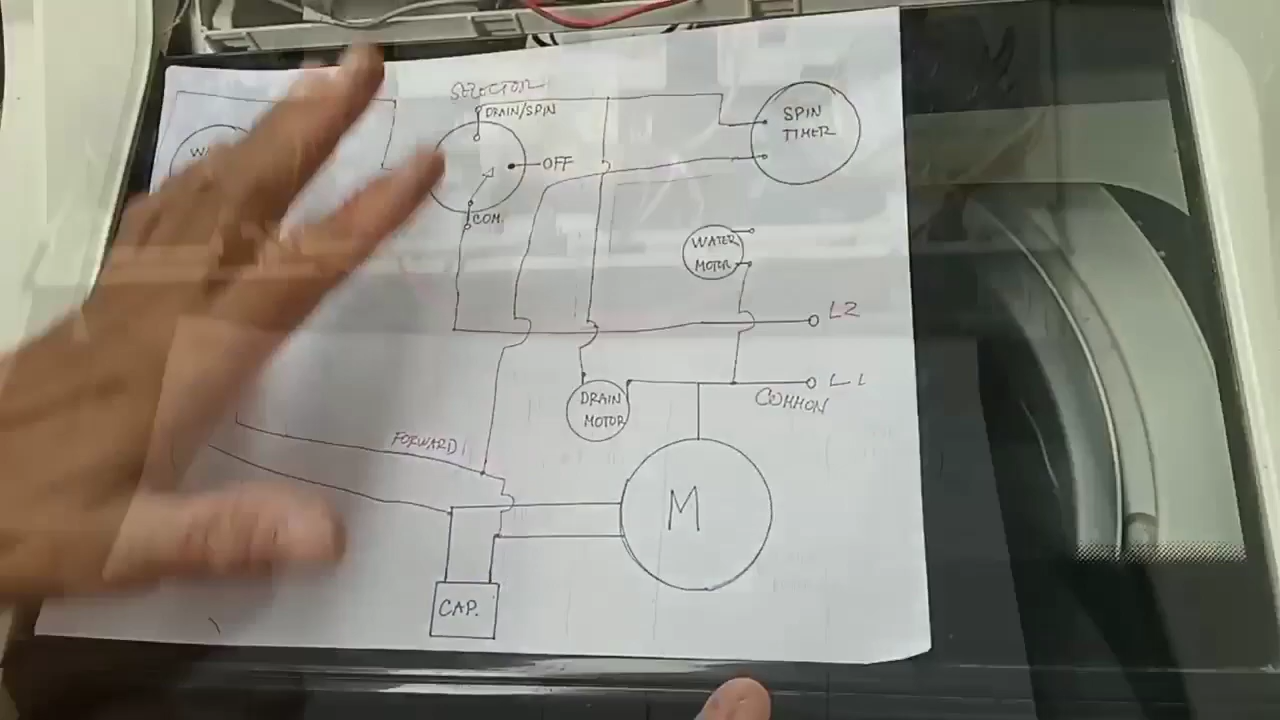 SELECTOR
DRAIN/SPIN
SPIN
TIMER
OFF
COM.
WATER
MOTOR
L2
L1
COMMON
DRAIN
MOTOR
FORWARD
M
CAP.